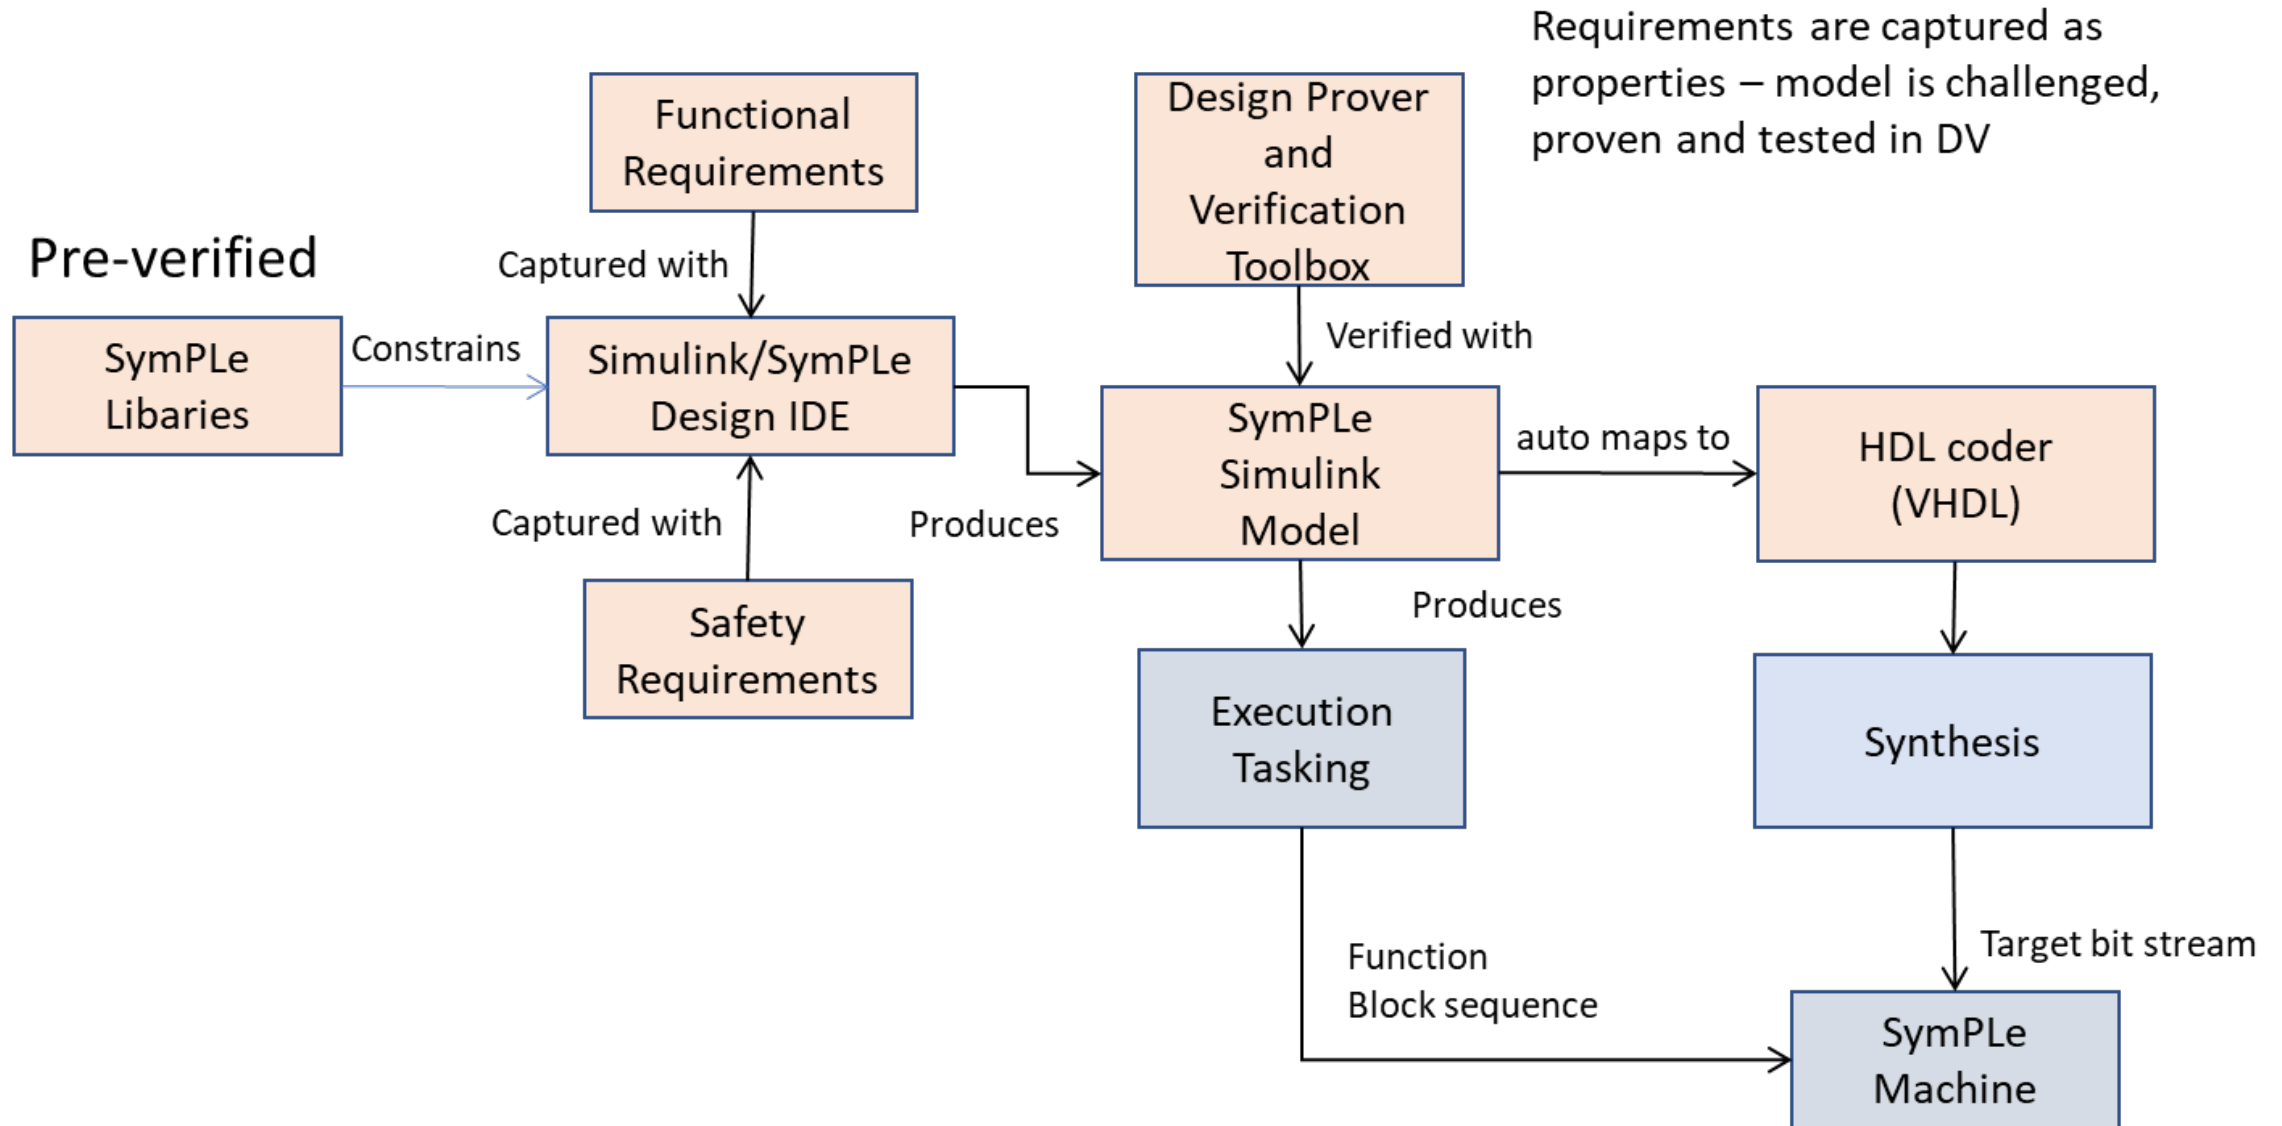 Requirements are captured as
properties – model is challenged,
proven and tested in DV
Functional
Requirements
Design Prover
and
Verification
Toolbox
Pre-verified
Captured with
Verified with
SymPLe
Libaries
Constrains
Simulink/SymPLe
Design IDE
SymPLe
Simulink
Model
auto maps to
HDL coder
(VHDL)
Captured with
Produces
Safety
Requirements
Produces
Execution
Tasking
Synthesis
Function
Block sequence
Target bit stream
SymPLe
Machine